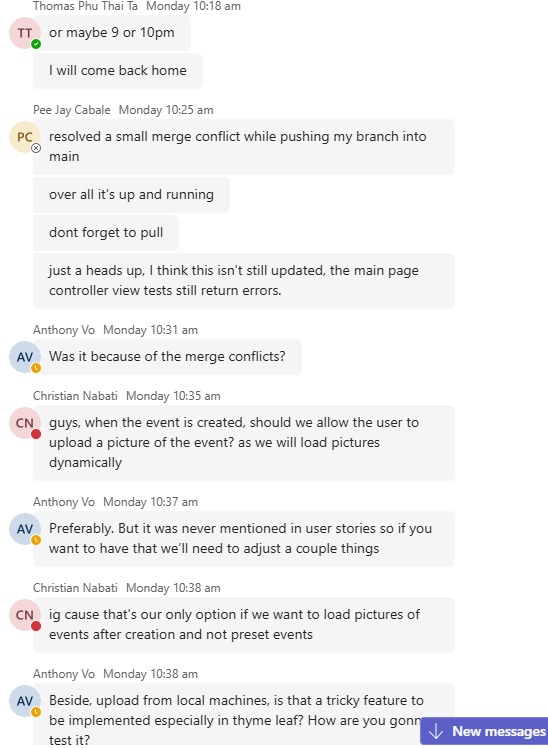 Thomas Phu Thai Ta Monday 10:18 am
TT
or maybe 9 or 10pm
I will come back home
Pee Jay Cabale Monday 10:25 am
PC
resolved a small merge conflict while pushing my branch into
main
over all it's up and running
dont forget to pull
just a heads up, I think this isn't still updated, the main page
controller view tests still return errors.
Anthony Vo Monday 10:31 am
AV
Was it because of the merge conflicts?
Christian Nabati Monday 10:35 am
CN
guys, when the event is created, should we allow the user to
upload a picture of the event? as we will load pictures
dynamically
Anthony Vo Monday 10:37 am
AV
Preferably. But it was never mentioned in user stories so if you
want to have that we’ll need to adjust a couple things
Christian Nabati Monday 10:38 am
CN
ig cause that's our only option if we want to load pictures of
events after creation and not preset events
Anthony Vo Monday 10:38 am
AV
Beside, upload from local machines, is that a tricky feature to
be implemented especially in thyme leaf? How are you
test it?
New messages